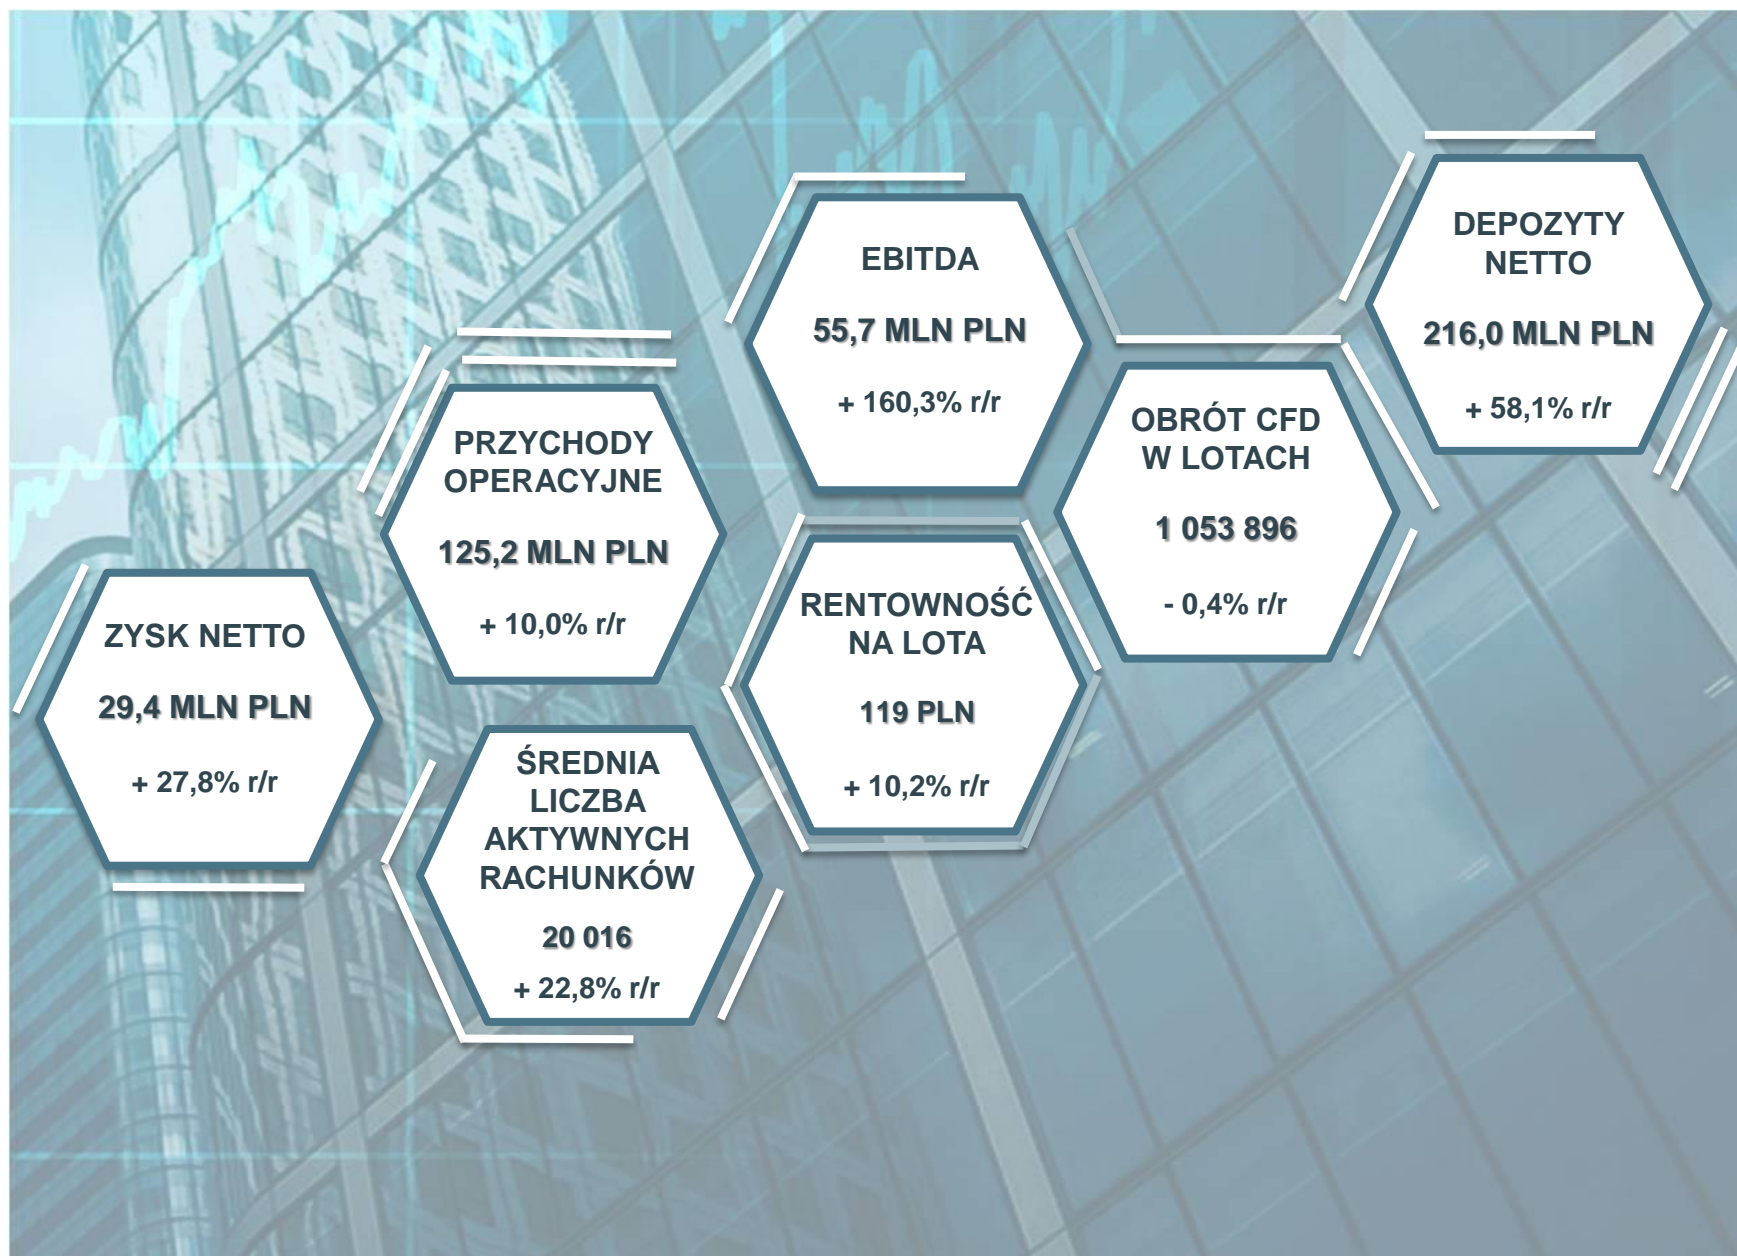 ZYSK NETTO
29,4 MLN PLN
+ 27,8% r/r
PRZYCHODY
OPERACYJNE
125,2 MLN PLN
+ 10,0% r/r
ŚREDNIA
LICZBA
AKTYWNYCH
RACHUNKÓW
20 016
+ 22,8% r/r
EBITDA
55,7 MLN PLN
+ 160,3% r/r
RENTOWNOŚĆ
NA LOTA
119 PLN
+ 10,2% r/r
OBRÓT CFD
W LOTACH
1 053 896
- 0,4% r/r
DEPOZYTY
NETTO
216,0 MLN PLN
+ 58,1% r/r